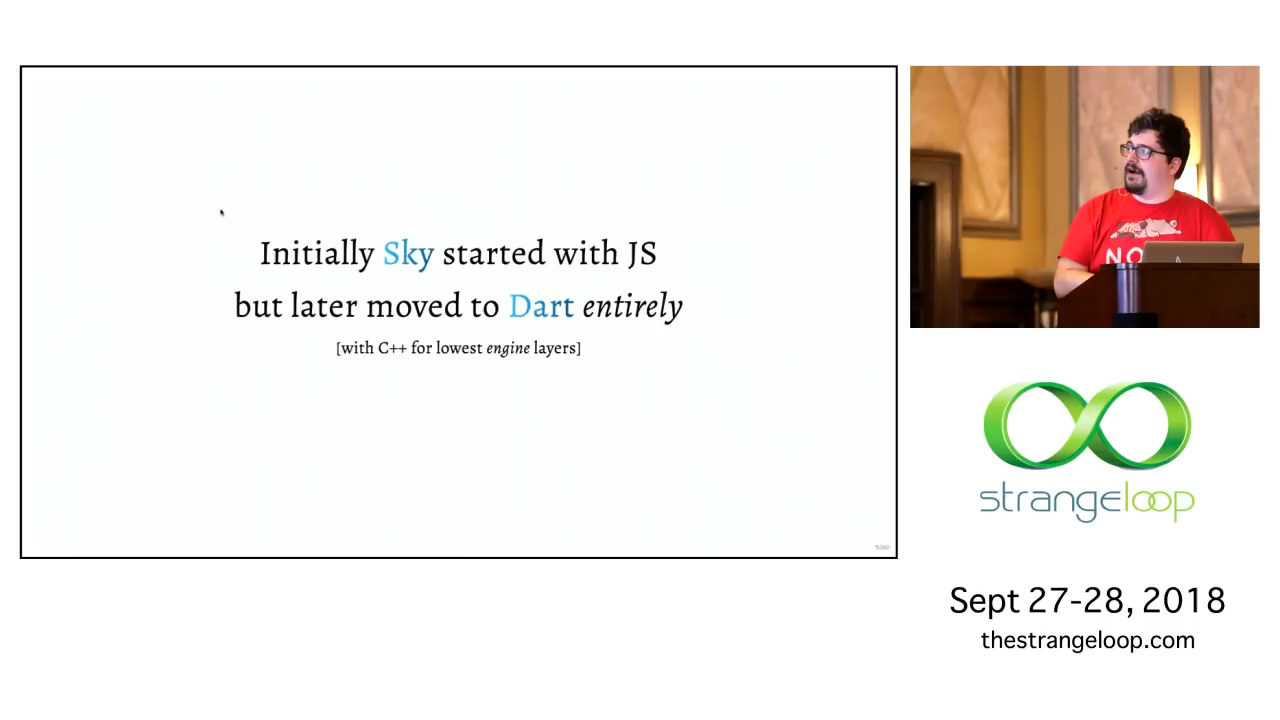 Initially Sky started with JS
but later moved to Dart entirely
[with C++ for lowest engine layers]
NO
strangeloop
Sept 27-28, 2018
thestrangeloop.com